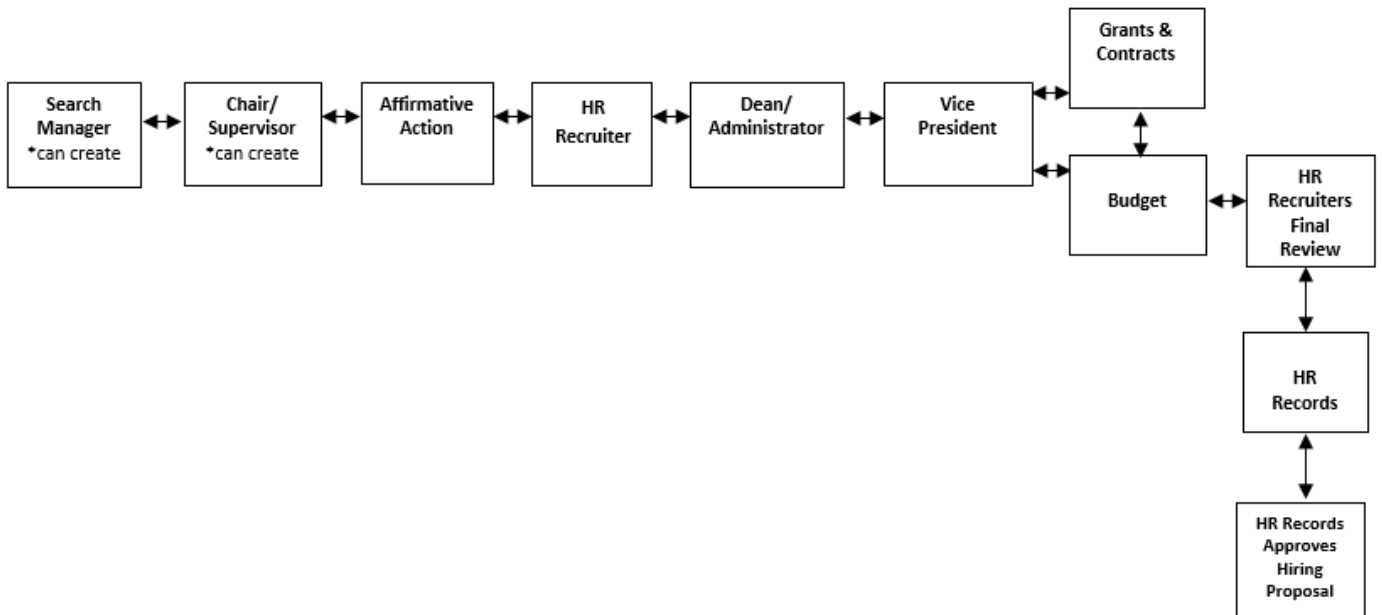 Search
Manager
*can create
Chair/
Supervisor
*can create
Affirmative
Action
HR
Recruiter
Dean/
Administrator
Vice
President
Grants &
Contracts
Budget
HR
Recruiters
Final
Review
HR
Records
HR Records
Approves
Hiring
Proposal